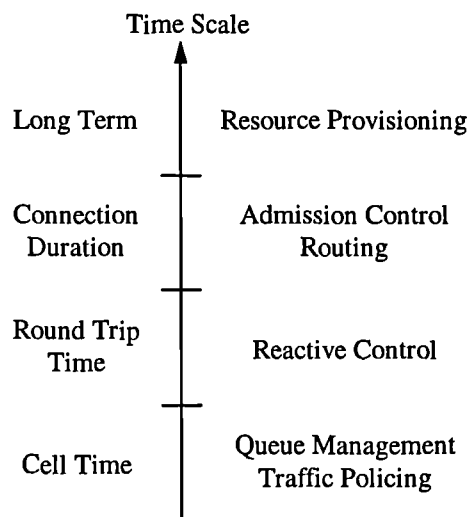 Time Scale
Long Term
Resource Provisioning
Connection
Duration
Admission Control
Routing
Round Trip
Time
Reactive Control
Cell Time
Queue Management
Traffic Policing